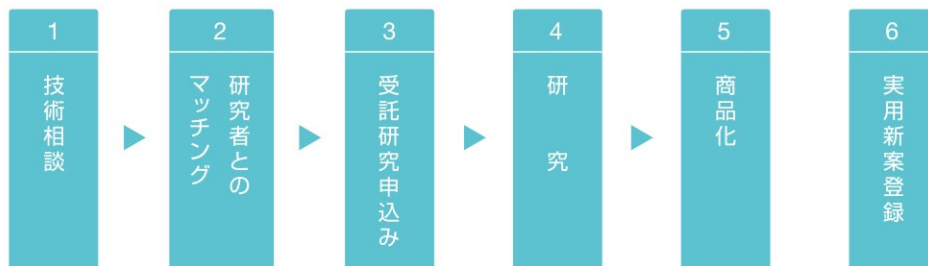 1
技術相談
2
研究者との
マッチング
3
受託研究申込み
4
研究
5
商品化
6
実用新案登録